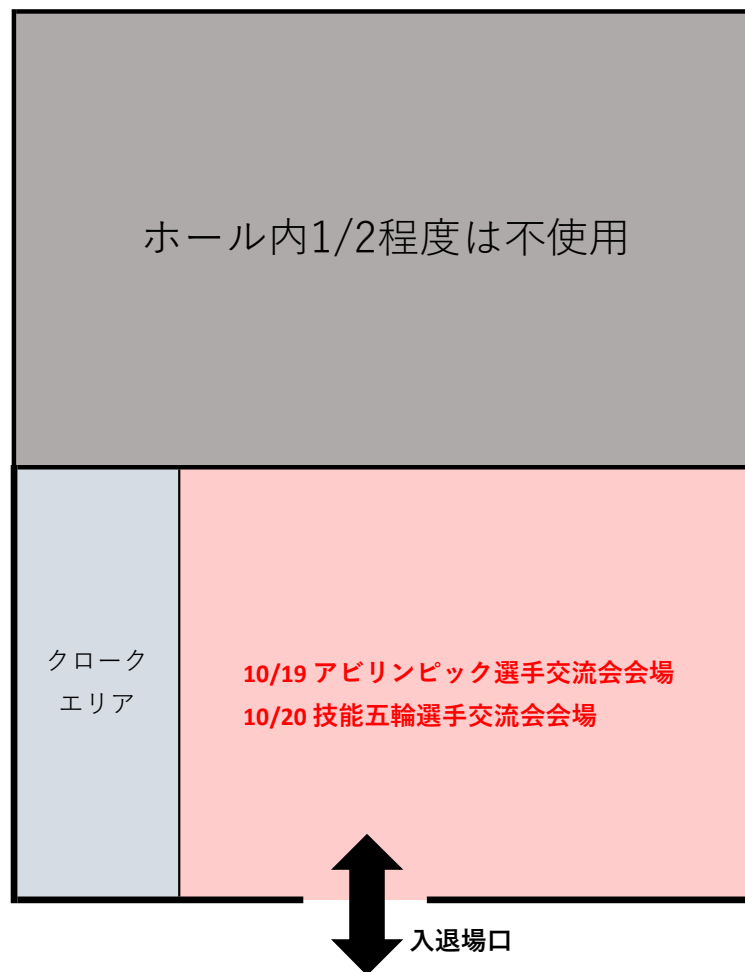 ホール内1/2程度は不使用
クローク
エリア
10/19 アビリンピック選手交流会会場
10/20 技能五輪選手交流会会場
入退場口